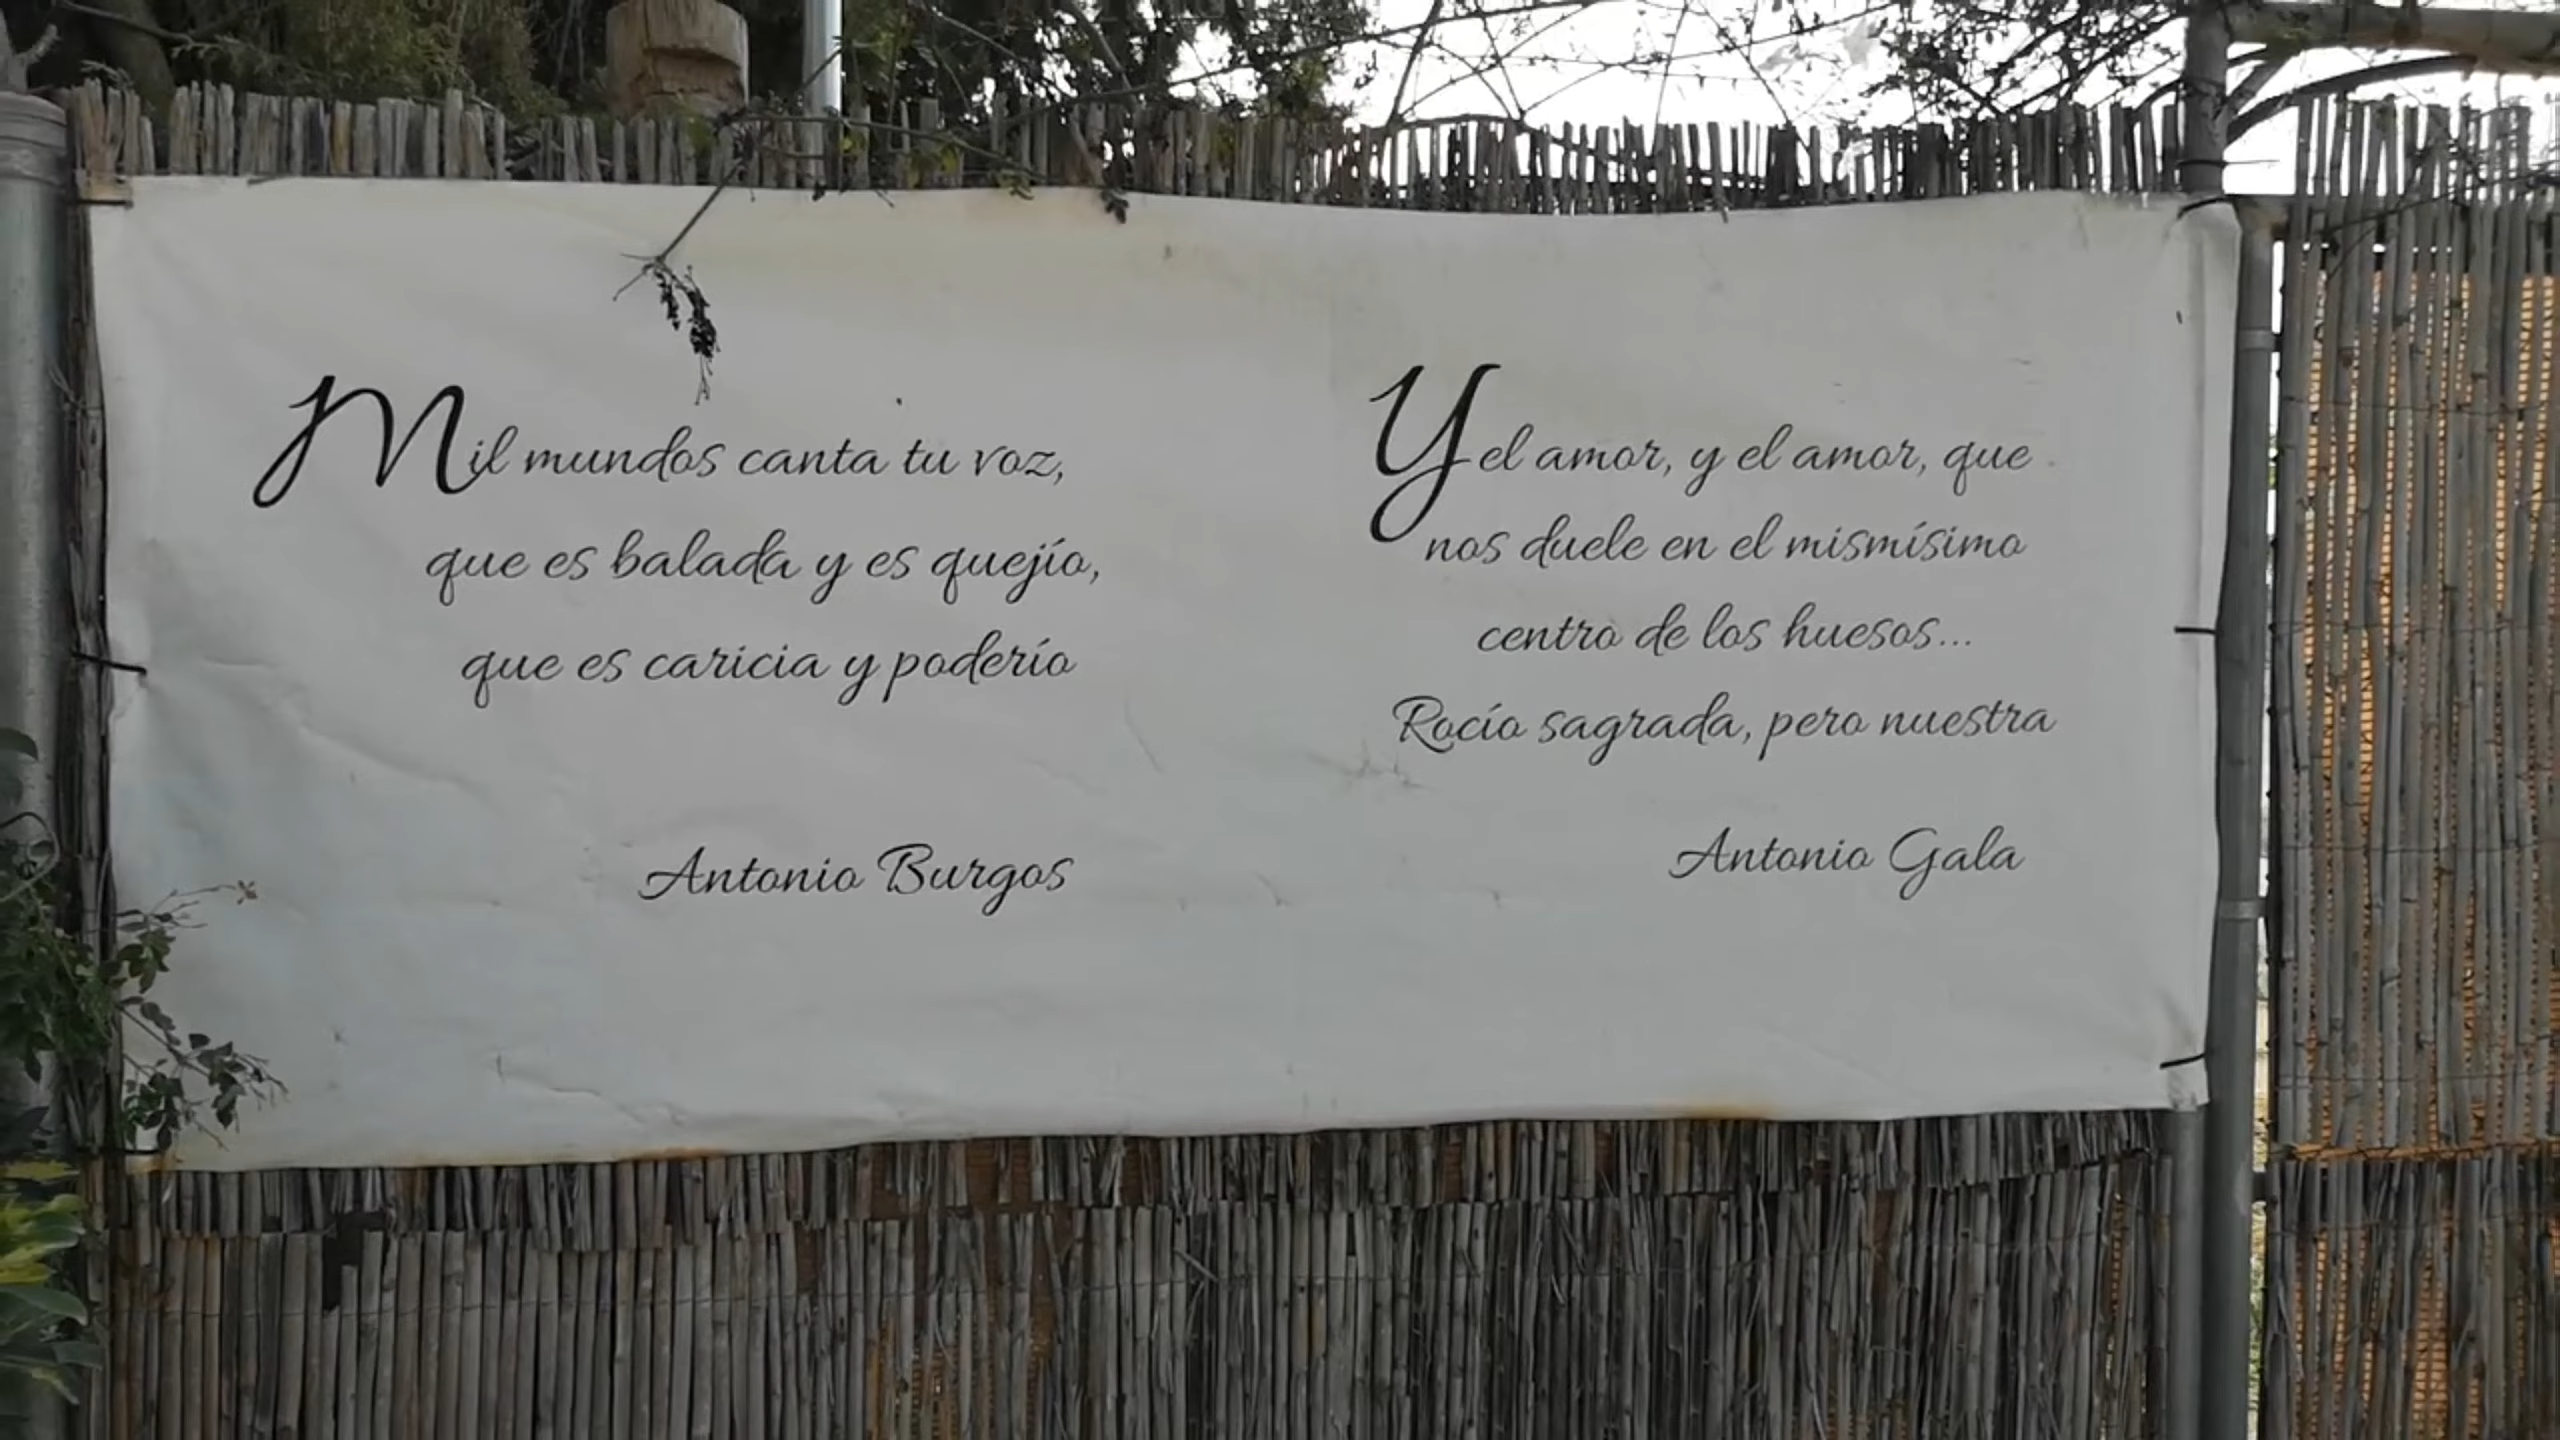 Mil mundos canta tu voz,
que es balada y es quejío,
que es caricia y poderío
Antonio Burgos
Y el amor, y el amor, que
nos duele en el mismísimo
centro de los huesos...
Rocío sagrada, pero nuestra
Antonio Gala